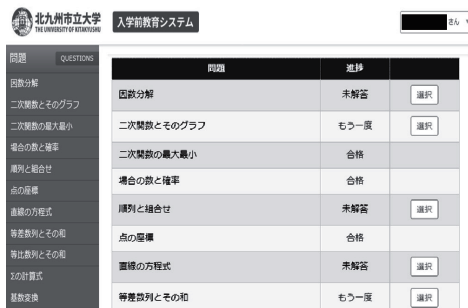 北九州市立大学
THE UNIVERSITY OF KITAKYUSHU
入学前教育システム
さん
問題 QUESTIONS
因数分解
二次関数とそのグラフ
二次関数の最大最小
場合の数と確率
順列と組合せ
点の座標
直線の方程式
等差数列とその和
等比数列とその和
Σの計算式
基数変換
問題 進捗
因数分解 未解答 選択
二次関数とそのグラフ もう一度 選択
二次関数の最大最小 合格
場合の数と確率 合格
順列と組合せ 未解答 選択
点の座標 合格
直線の方程式 未解答 選択
等差数列とその和 もう一度 選択